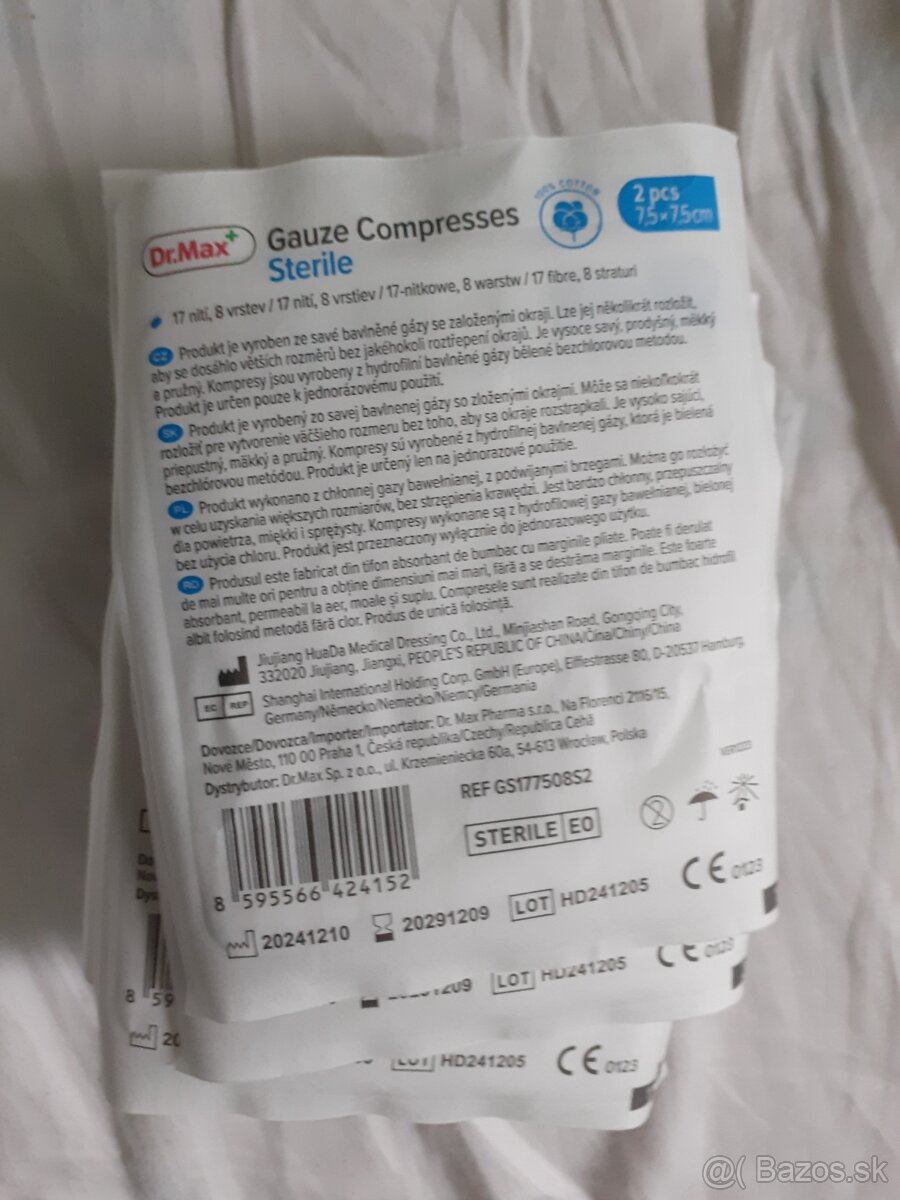 Dr.Max+
Gauze Compresses
Sterile
100% COTTON
2 pcs
7,5×7,5cm
17 nití, 8 vrstev / 17 nití, 8 vrstiev / 17-nitkowe, 8 warstw / 17 fibre, 8 straturi
CZ Produkt je vyroben ze savé bavlněné gázy se založenými okraji. Lze jej několikrát rozložit,
aby se dosáhlo větších rozměrů bez jakéhokoli roztřepení okrajů. Je vysoce savý, prodyšný, měkký
a pružný. Kompresy jsou vyrobeny z hydrofilní bavlněné gázy bělené bezchlorovou metodou.
Produkt je určen pouze k jednorázovému použití.
SK Produkt je vyrobený zo savej bavlnenej gázy so zloženými okrajmi. Môže sa niekoľkokrát
rozložiť pre vytvorenie väčšieho rozmeru bez toho, aby sa okraje rozstrapkali. Je vysoko sajúci,
priepustný, mäkký a pružný. Kompresy sú vyrobené z hydrofilnej bavlnenej gázy, ktorá je bielená
bezchlórovou metódou. Produkt je určený len na jednorazové použitie.
PL Produkt wykonano z chłonnej gazy bawełnianej, z podwijanymi brzegami. Można go rozłożyć
w celu uzyskania większych rozmiarów, bez strzępienia krawędzi. Jest bardzo chłonny, przepuszczalny
dla powietrza, miękki i sprężysty. Kompresy wykonane są z hydrofilowej gazy bawełnianej, bielonej
bez użycia chloru. Produkt jest przeznaczony wyłącznie do jednorazowego użytku.
RO Produsul este fabricat din tifon absorbant de bumbac cu marginile pliate. Poate fi derulat
de mai multe ori pentru a obține dimensiuni mai mari, fără a se destrăma marginile. Este foarte
absorbant, permeabil la aer, moale și suplu. Compresele sunt realizate din tifon de bumbac hidrofil
albit folosind metodă fără clor. Produs de unică folosință.
Jiujiang HuaDa Medical Dressing Co., Ltd., Minjiashan Road, Gongqing City,
332020 Jiujiang, Jiangxi, PEOPLE'S REPUBLIC OF CHINA/Čína/Chiny/China
EC REP
Shanghai International Holding Corp. GmbH (Europe), Eiffestrasse 80, D-20537 Hamburg,
Germany/Německo/Nemecko/Niemcy/Germania
Dovozce/Dovozca/Importer/Importator: Dr. Max Pharma s.r.o., Na Florenci 2116/15,
Nové Město, 110 00 Praha 1, Česká republika/Czechy/Republica Cehă
Dystrybutor: Dr.Max Sp. z o.o., ul. Krzemieniecka 60a, 54-613 Wrocław, Polska
REF GS177508S2
STERILE EO
2
8 595566 424152
20241210
20291209
LOT HD241205
CE 0123
LOT HD241205
CE 0123
8 59
20
LOT HD241205
CE 0123
@( Bazos.sk